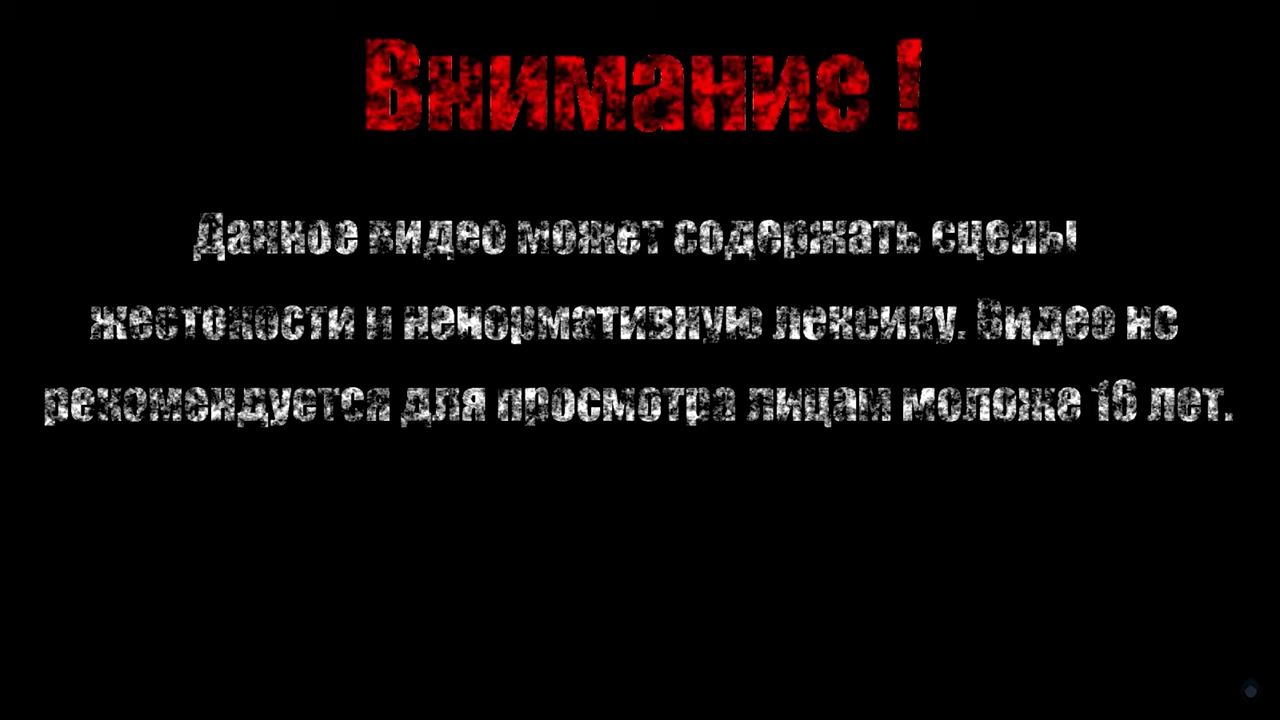 Внимание !
Данное видео может содержать сцены
жестокости и ненормативную лексику. Видео не
рекомендуется для просмотра лицам моложе 16 лет.